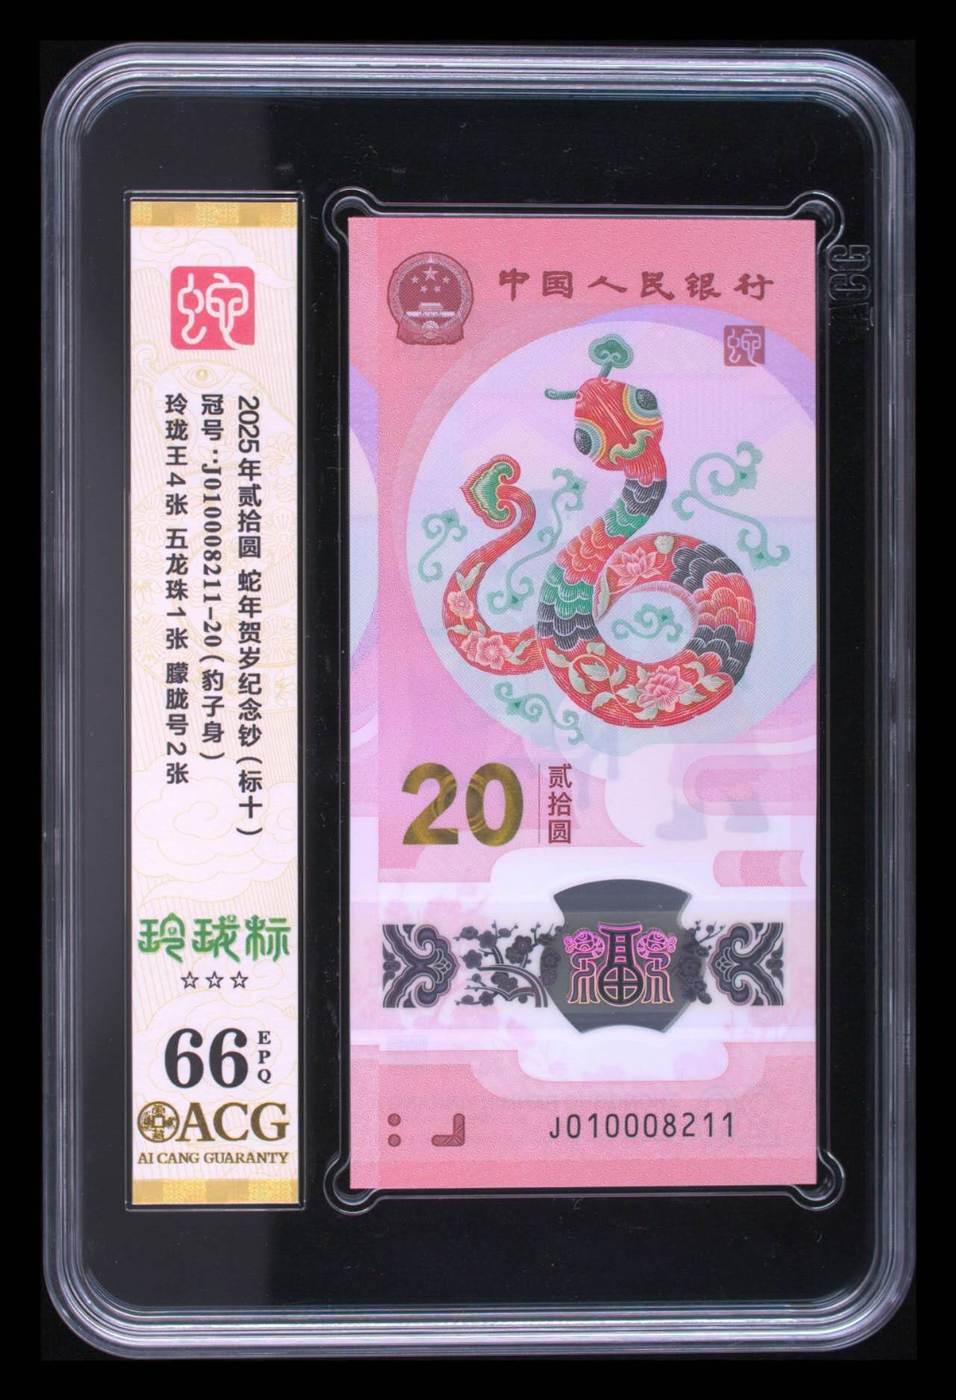 蛇
2025年贰拾圆 蛇年贺岁纪念钞(标十)
冠号:J010008211-20(豹子身)
玲珑王4张 五龙珠1张 朦胧号2张
玲珑标
☆☆☆
66 EPQ
ACG
AI CANG GUARANTY
ACG
中国人民银行
蛇
20 贰拾圆
福
J010008211